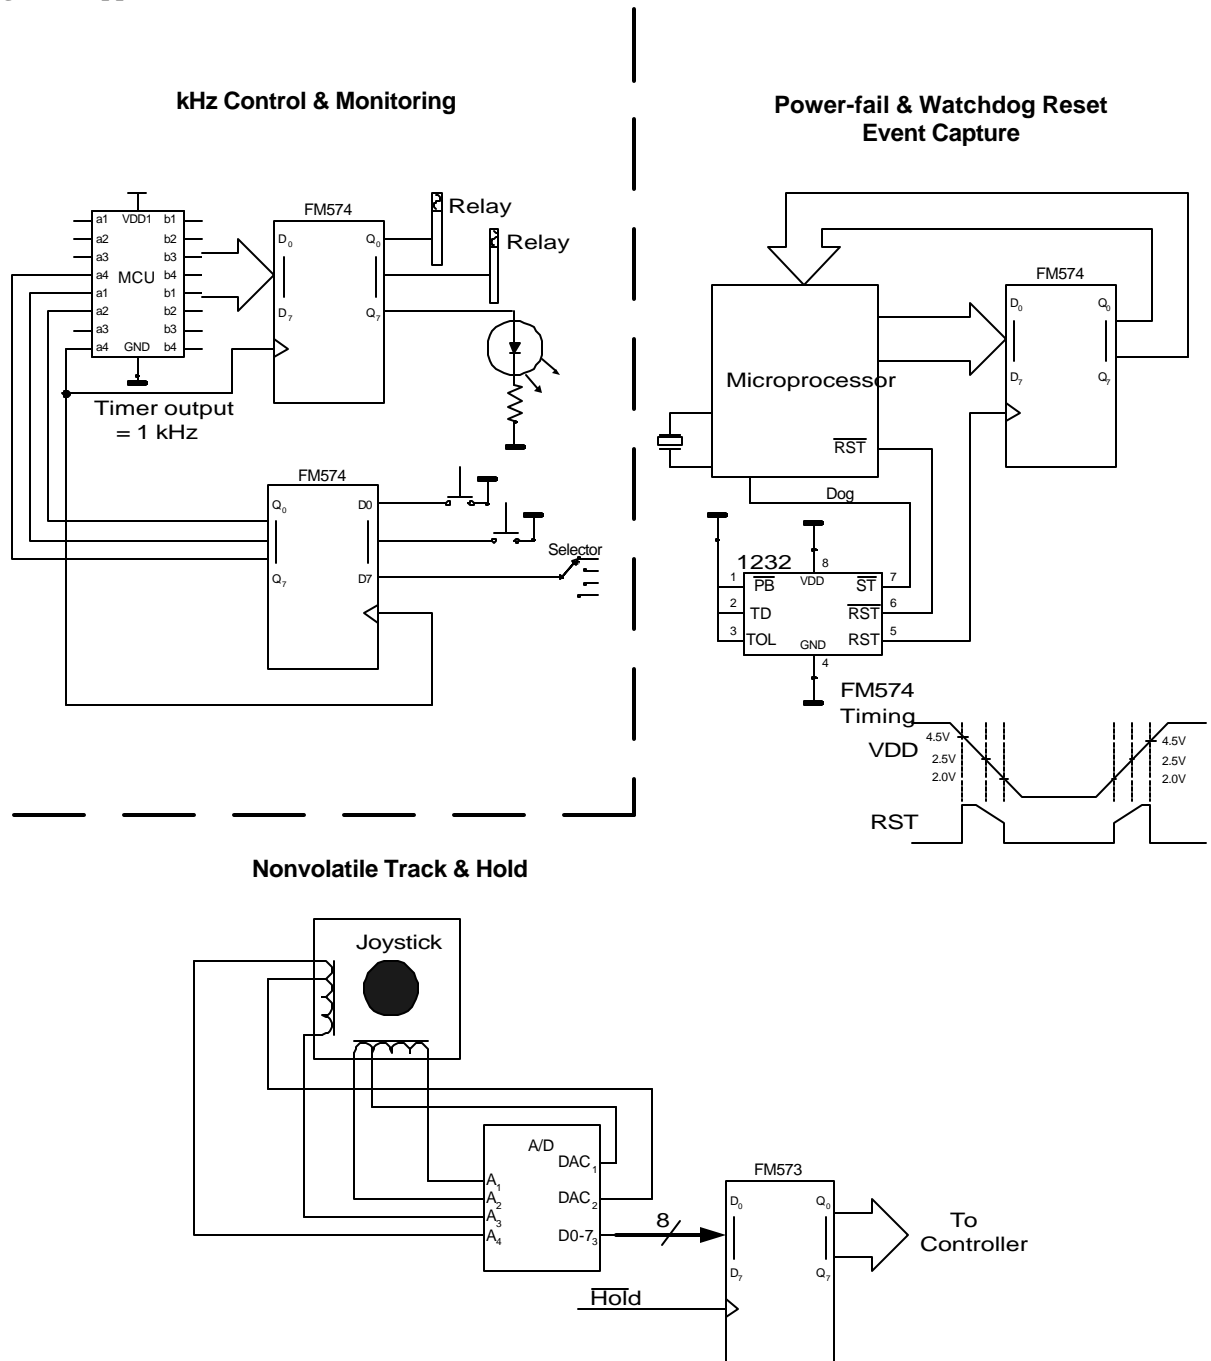 kHz Control & Monitoring
FM574
Relay
Relay
a1 VDD1 b1
a2 b2
a3 b3
a4 b4
MCU
a1 b1
a2 b2
a3 b3
a4 GND b4
D0 Q0
D7 Q7
Timer output
= 1 kHz
FM574
Q0 D0
Q7 D7
Selector
Power-fail & Watchdog Reset
Event Capture
FM574
D0 Q0
D7 Q7
Microprocessor
RST
Dog
1232
8
1 PB VDD ST 7
2 TD RST 6
3 TOL GND RST 5
4
FM574
Timing
VDD
4.5V 4.5V
2.5V 2.5V
2.0V 2.0V
RST
Nonvolatile Track & Hold
Joystick
A/D
DAC1
A1
A2 DAC2
A3
A4 D0-73
8
FM573
D0 Q0
D7 Q7
To
Controller
Hold